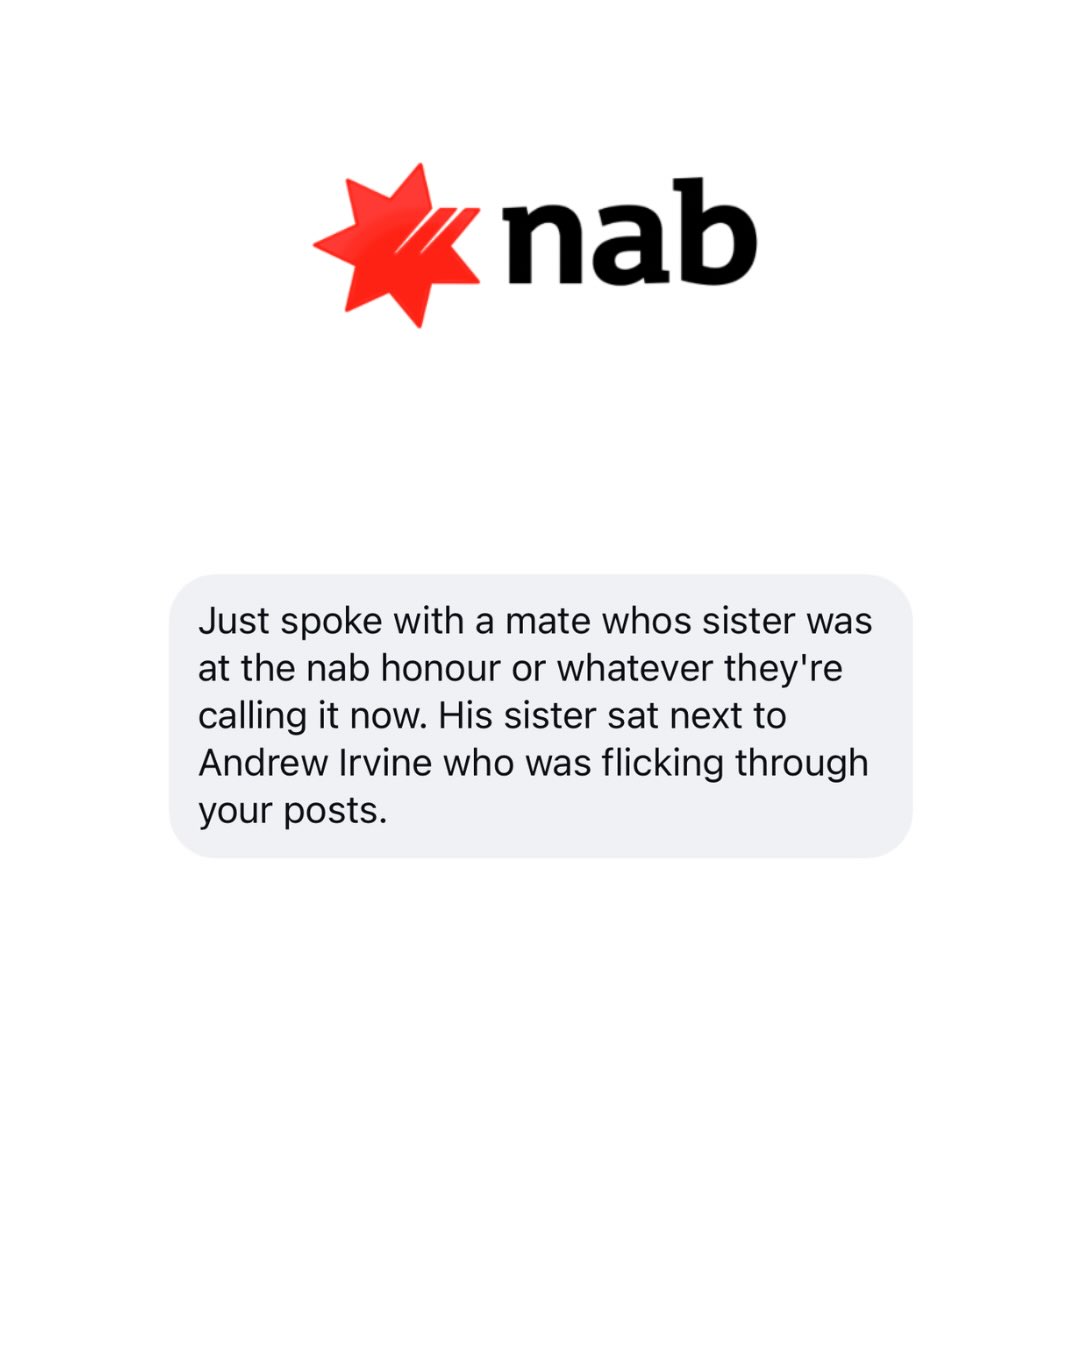 nab
Just spoke with a mate whos sister was
at the nab honour or whatever they're
calling it now. His sister sat next to
Andrew Irvine who was flicking through
your posts.